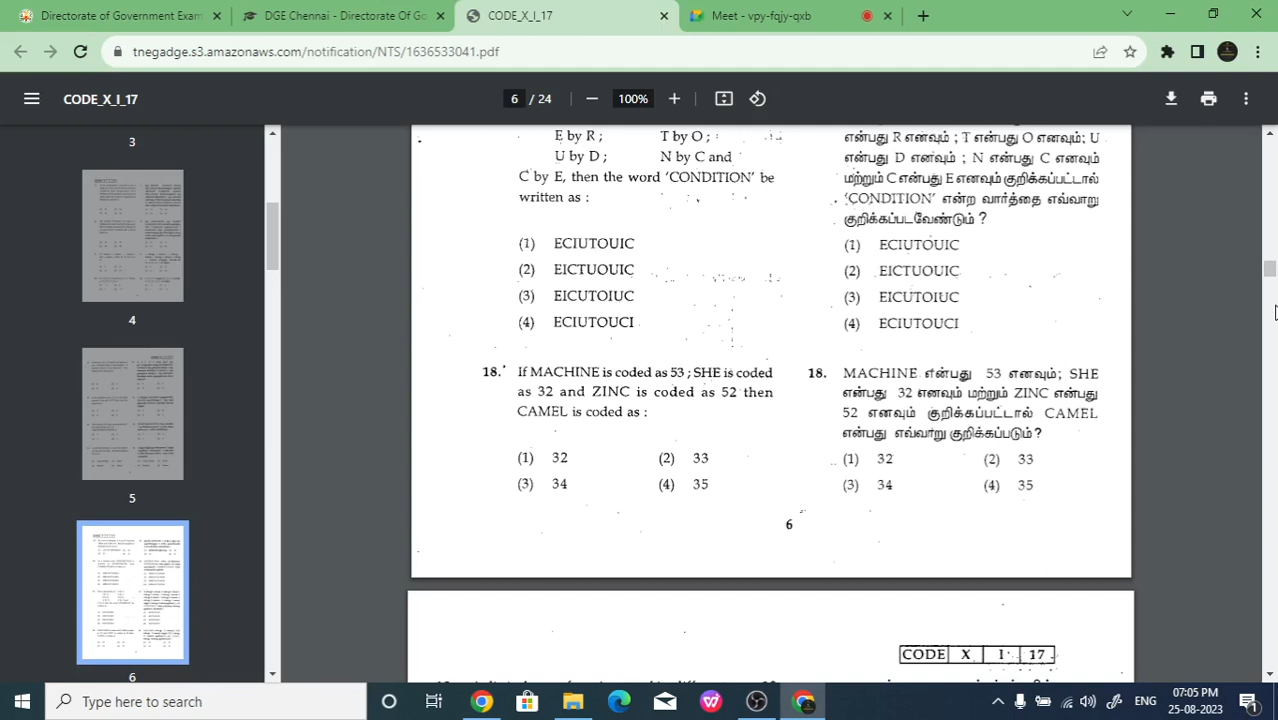 Directorate of Government Exam
DGE Chennai - Directorate Of Go
CODE_X_I_17
Meet - vpy-fqjy-qxb
tnegadge.s3.amazonaws.com/notification/NTS/1636533041.pdf
CODE_X_I_17
6 / 24
100%
3
4
5
6
E by R ; T by O ;
U by D ; N by C and
C by E, then the word 'CONDITION' be
written as :
(1) ECIUTOUIC
(2) EICTUOUIC
(3) EICUTOIUC
(4) ECIUTOUCI
18. If MACHINE is coded as 53 ; SHE is coded
as 32 and ZINC is coded as 52 then
CAMEL is coded as :
(1) 32 (2) 33
(3) 34 (4) 35
என்பது R எனவும் ; T என்பது O எனவும்; U
என்பது D எனவும் ; N என்பது C எனவும்
மற்றும் C என்பது E எனவும் குறிக்கப்பட்டால்
'CONDITION' என்ற வார்த்தை எவ்வாறு
குறிக்கப்படவேண்டும் ?
(1) ECIUTOUIC
(2) EICTUOUIC
(3) EICUTOIUC
(4) ECIUTOUCI
18. MACHINE என்பது 53 எனவும்; SHE
என்பது 32 எனவும் மற்றும் ZINC என்பது
52 எனவும் குறிக்கப்பட்டால் CAMEL
என்பது எவ்வாறு குறிக்கப்படும் ?
(1) 32 (2) 33
(3) 34 (4) 35
6
CODE X I 17
Type here to search
ENG
07:05 PM
25-08-2023
1